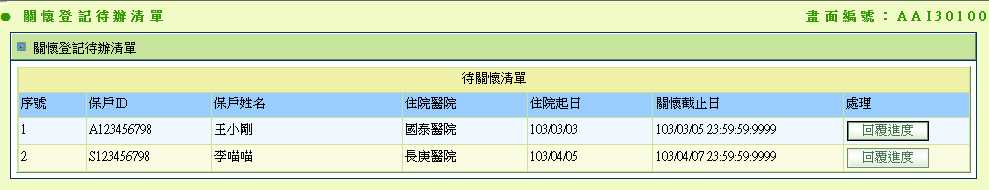 關懷登記待辦清單 畫面編號：AAI30100
關懷登記待辦清單
待關懷清單
序號 保戶ID 保戶姓名 住院醫院 住院起日 關懷截止日 處理
1 A123456798 王小剛 國泰醫院 103/03/03 103/03/05 23:59:59:9999 回覆進度
2 S123456798 李喵喵 長庚醫院 103/04/05 103/04/07 23:59:59:9999 回覆進度